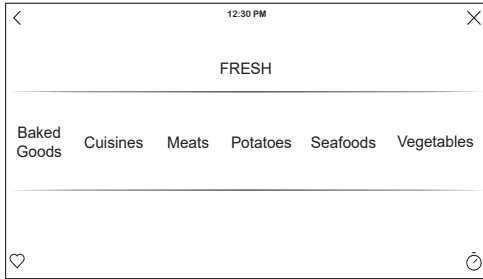 12:30 PM
FRESH
Baked Goods
Cuisines
Meats
Potatoes
Seafoods
Vegetables